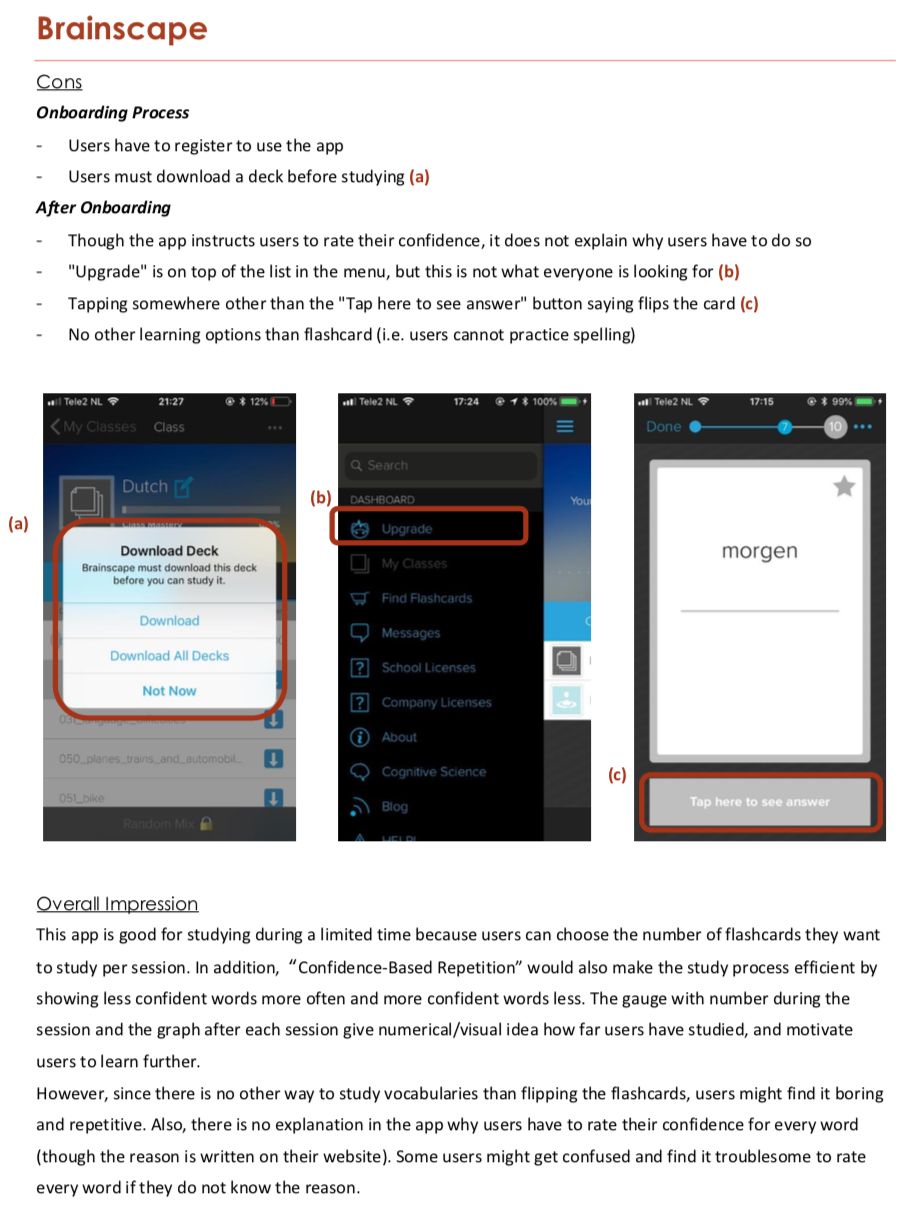 Brainscape
Cons
Onboarding Process
- Users have to register to use the app
- Users must download a deck before studying (a)
After Onboarding
- Though the app instructs users to rate their confidence, it does not explain why users have to do so
- "Upgrade" is on top of the list in the menu, but this is not what everyone is looking for (b)
- Tapping somewhere other than the "Tap here to see answer" button saying flips the card (c)
- No other learning options than flashcard (i.e. users cannot practice spelling)
(a)
Tele2 NL 21:27 12%
My Classes Class
Dutch
Class Mastery
Download Deck
Brainscape must download this deck
before you can study it.
Download
Download All Decks
Not Now
050_planes_trains_and_automobil...
051_bike
Random Mix
(b)
Tele2 NL 17:24 100%
Search
DASHBOARD
Upgrade
My Classes
Find Flashcards
Messages
School Licenses
Company Licenses
About
Cognitive Science
Blog
HELP!
You
(c)
Tele2 NL 17:15 99%
Done 7 10
morgen
Tap here to see answer
Overall Impression
This app is good for studying during a limited time because users can choose the number of flashcards they want
to study per session. In addition, “Confidence-Based Repetition” would also make the study process efficient by
showing less confident words more often and more confident words less. The gauge with number during the
session and the graph after each session give numerical/visual idea how far users have studied, and motivate
users to learn further.
However, since there is no other way to study vocabularies than flipping the flashcards, users might find it boring
and repetitive. Also, there is no explanation in the app why users have to rate their confidence for every word
(though the reason is written on their website). Some users might get confused and find it troublesome to rate
every word if they do not know the reason.